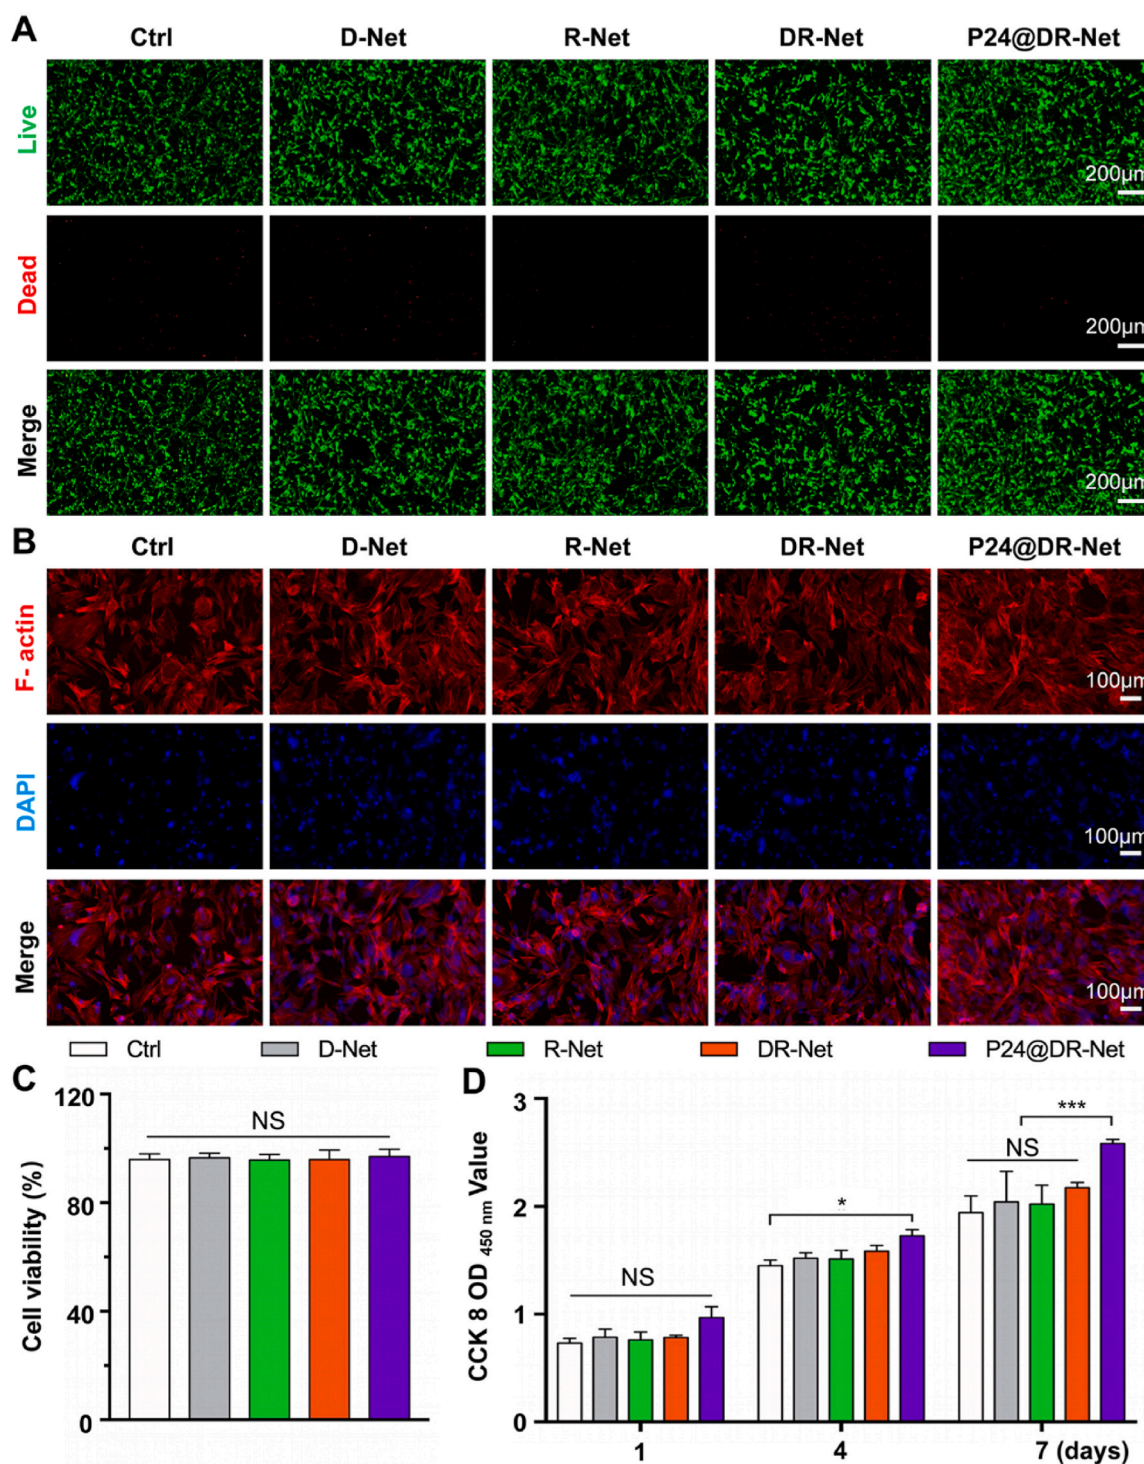 A
Ctrl D-Net R-Net DR-Net P24@DR-Net
Live
200μm
Dead
200μm
Merge
200μm
B
Ctrl D-Net R-Net DR-Net P24@DR-Net
F- actin
100μm
DAPI
100μm
Merge
100μm
Ctrl D-Net R-Net DR-Net P24@DR-Net
C
Cell viability (%)
120
80
40
0
NS
D
CCK 8 OD 450 nm Value
3
2
1
0
NS
*
NS
***
1 4 7 (days)